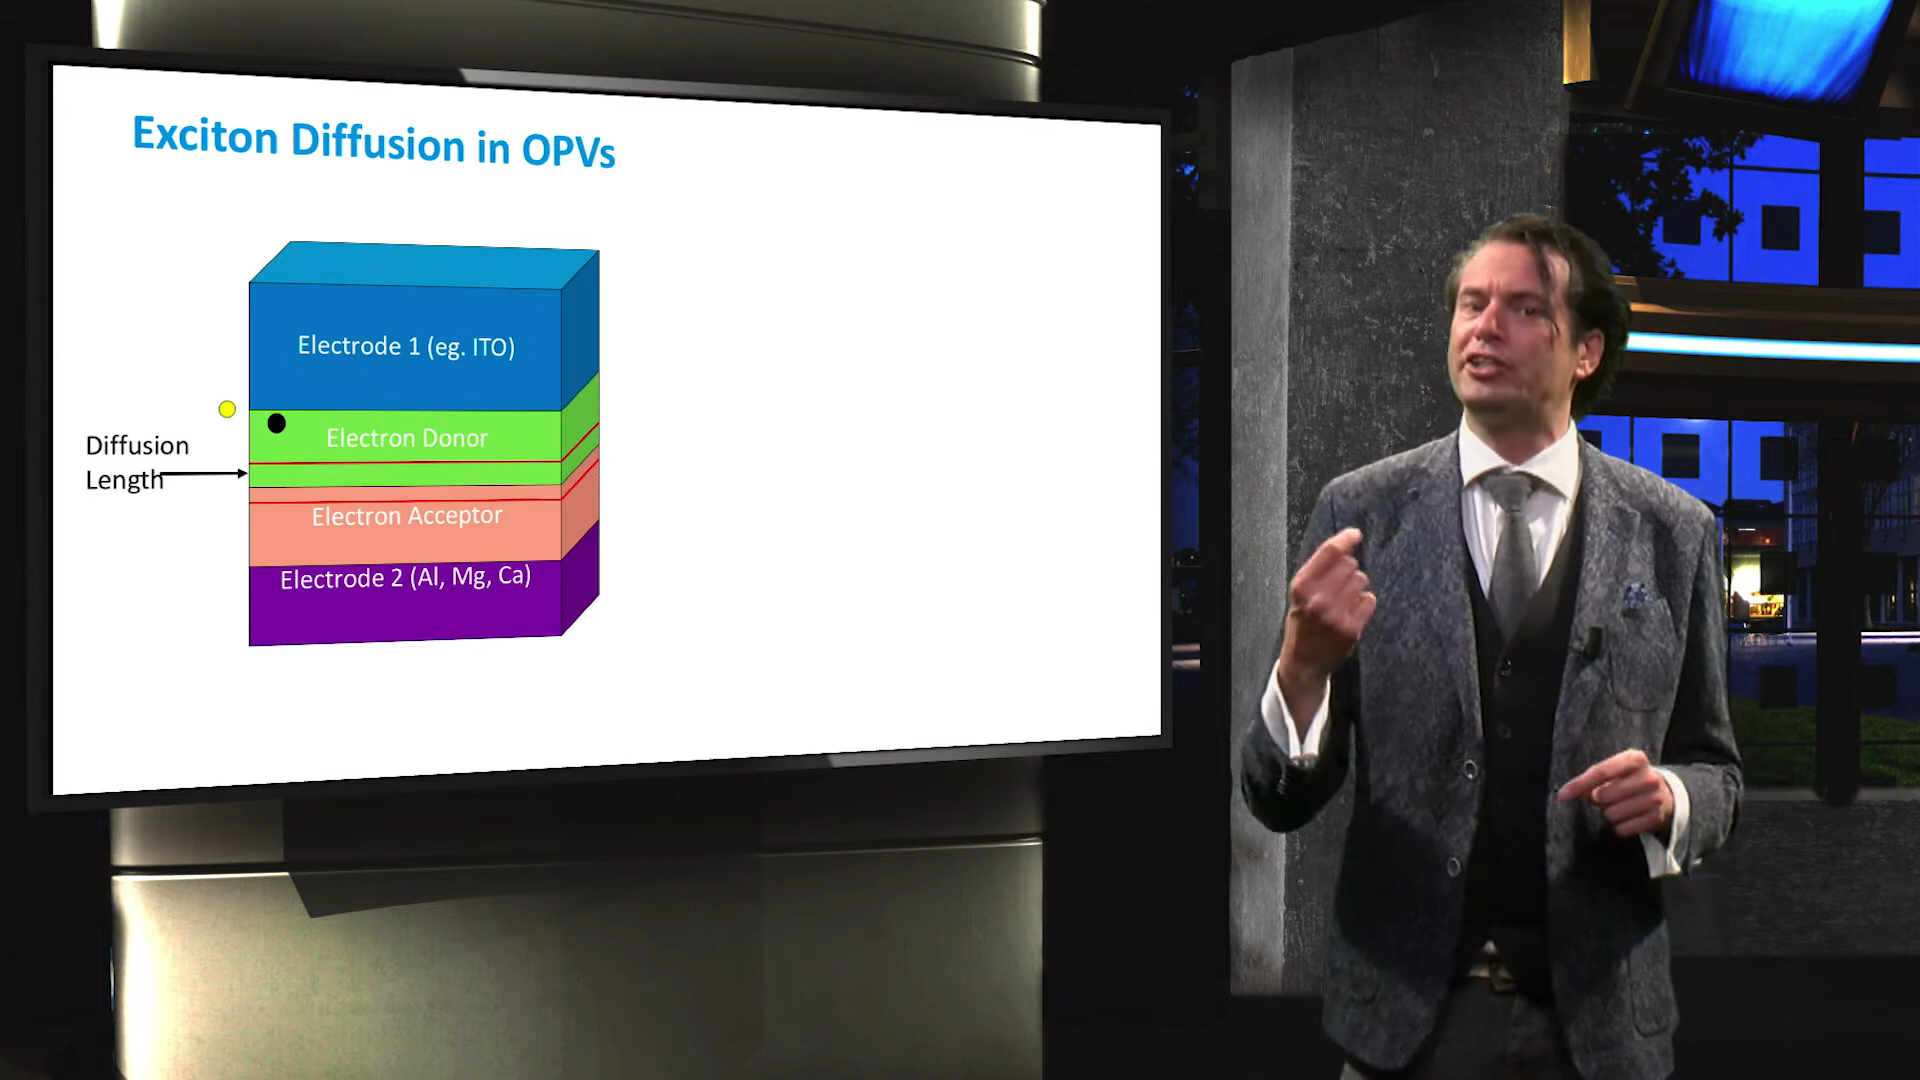 Exciton Diffusion in OPVs
Electrode 1 (eg. ITO)
Electron Donor
Diffusion
Length
Electron Acceptor
Electrode 2 (Al, Mg, Ca)